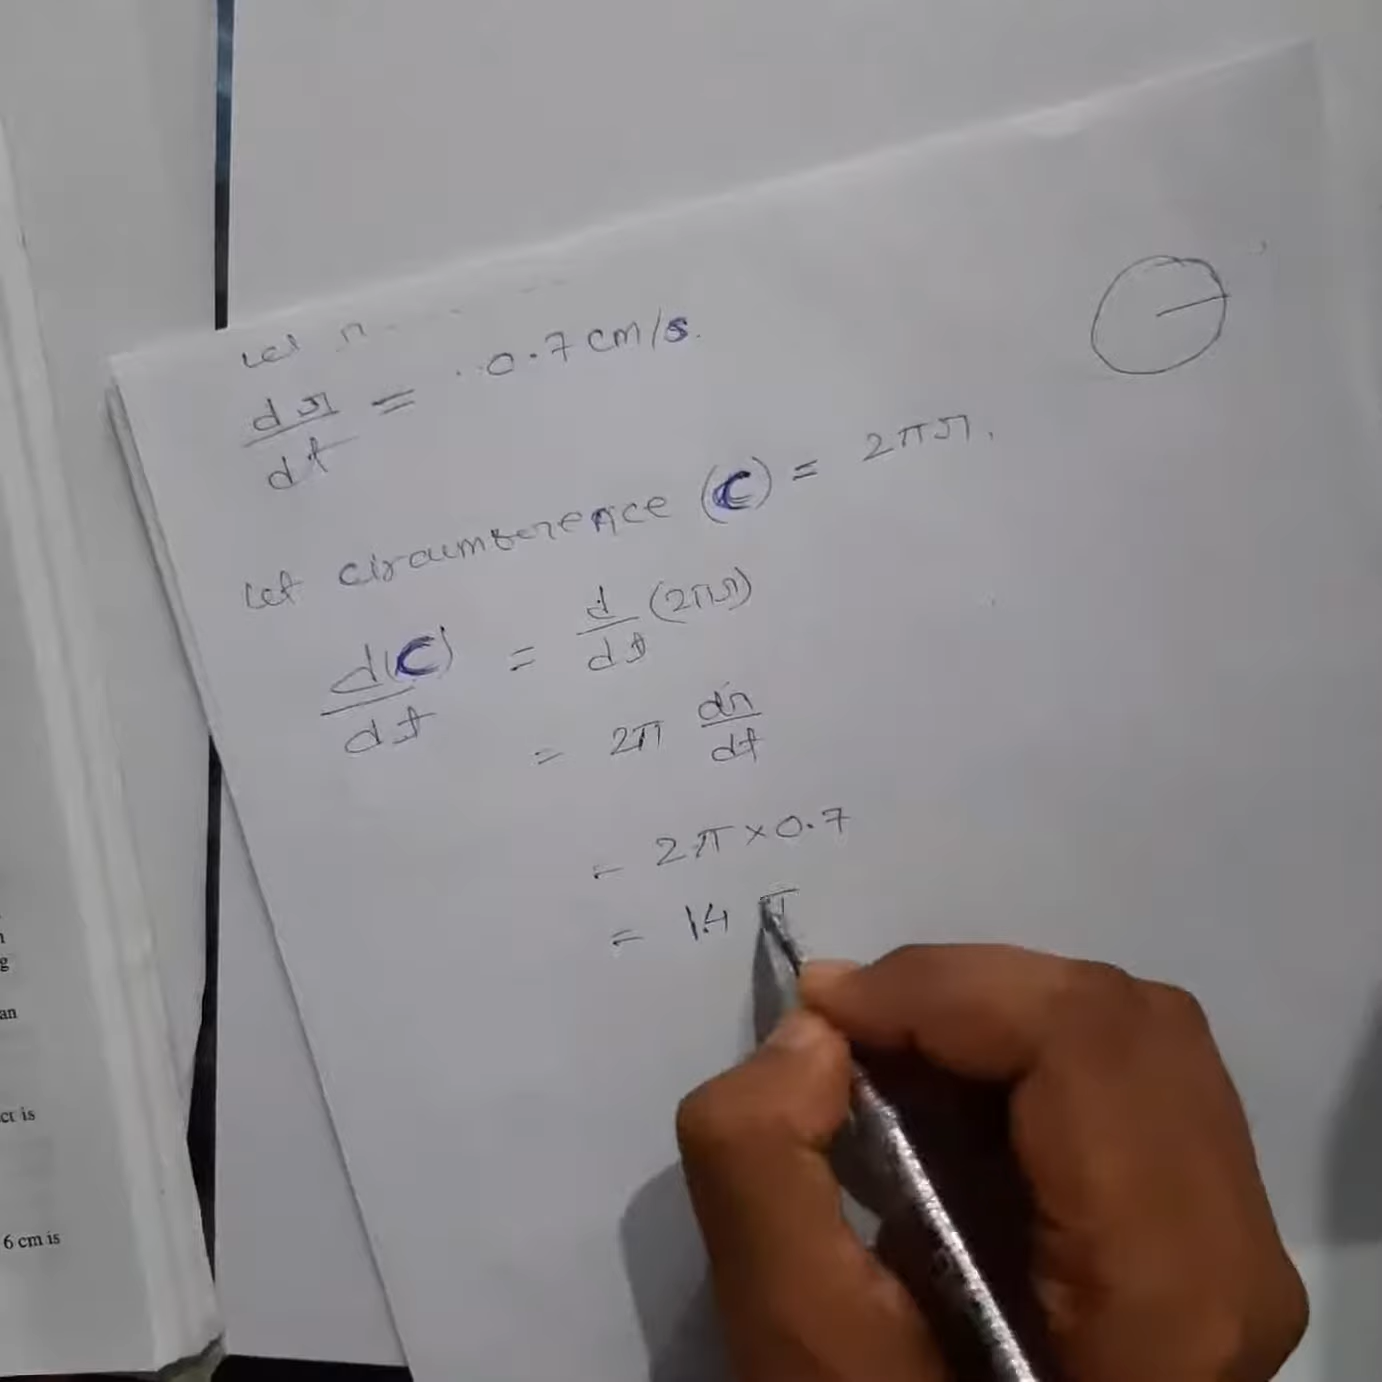 Let r
dr/dt = 0.7 cm/s.
Let circumference (C) = 2πr.
d(C)/dt = d/dt (2πr)
= 2π dr/dt
= 2π × 0.7
= 1.4 π
n
g
an
ct is
6 cm is